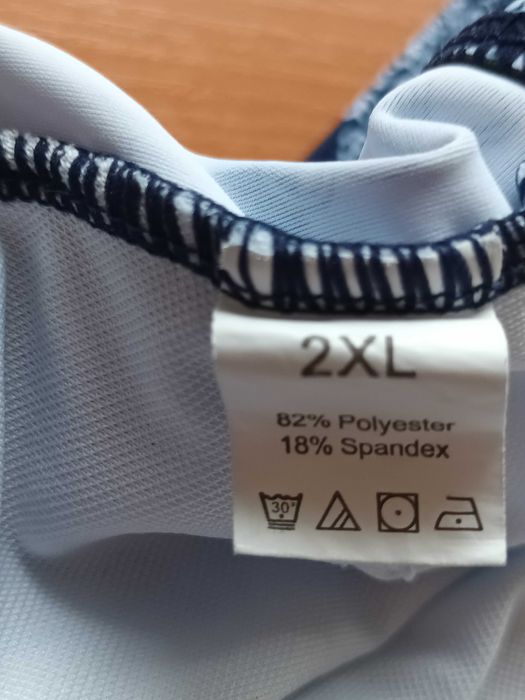 2XL
82% Polyester
18% Spandex
30°